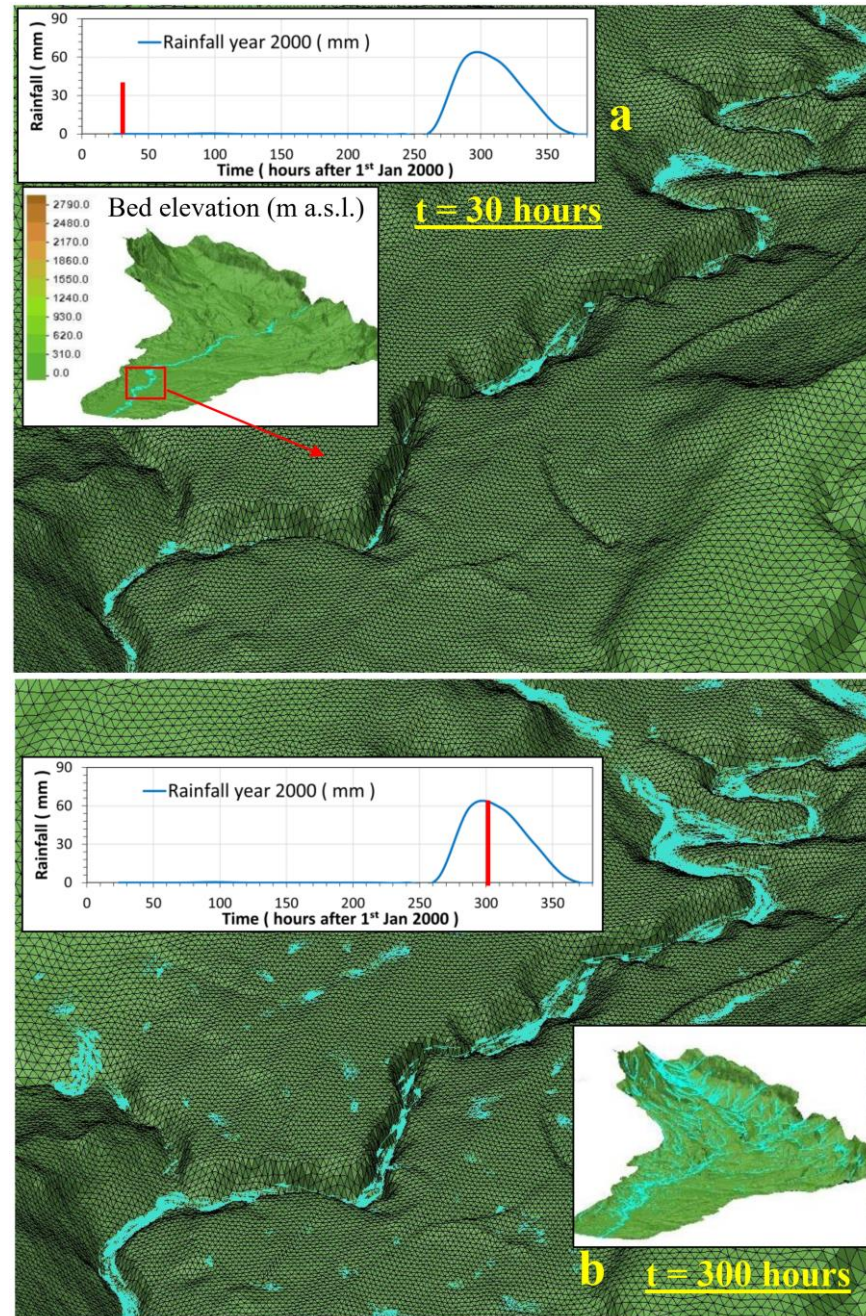 90
60
30
0
Rainfall ( mm )
Rainfall year 2000 ( mm )
0 50 100 150 200 250 300 350
Time ( hours after 1st Jan 2000 )
a
t = 30 hours
Bed elevation (m a.s.l.)
2790.0
2480.0
2170.0
1860.0
1550.0
1240.0
930.0
620.0
310.0
0.0
90
60
30
0
Rainfall ( mm )
Rainfall year 2000 ( mm )
0 50 100 150 200 250 300 350
Time ( hours after 1st Jan 2000 )
b
t = 300 hours